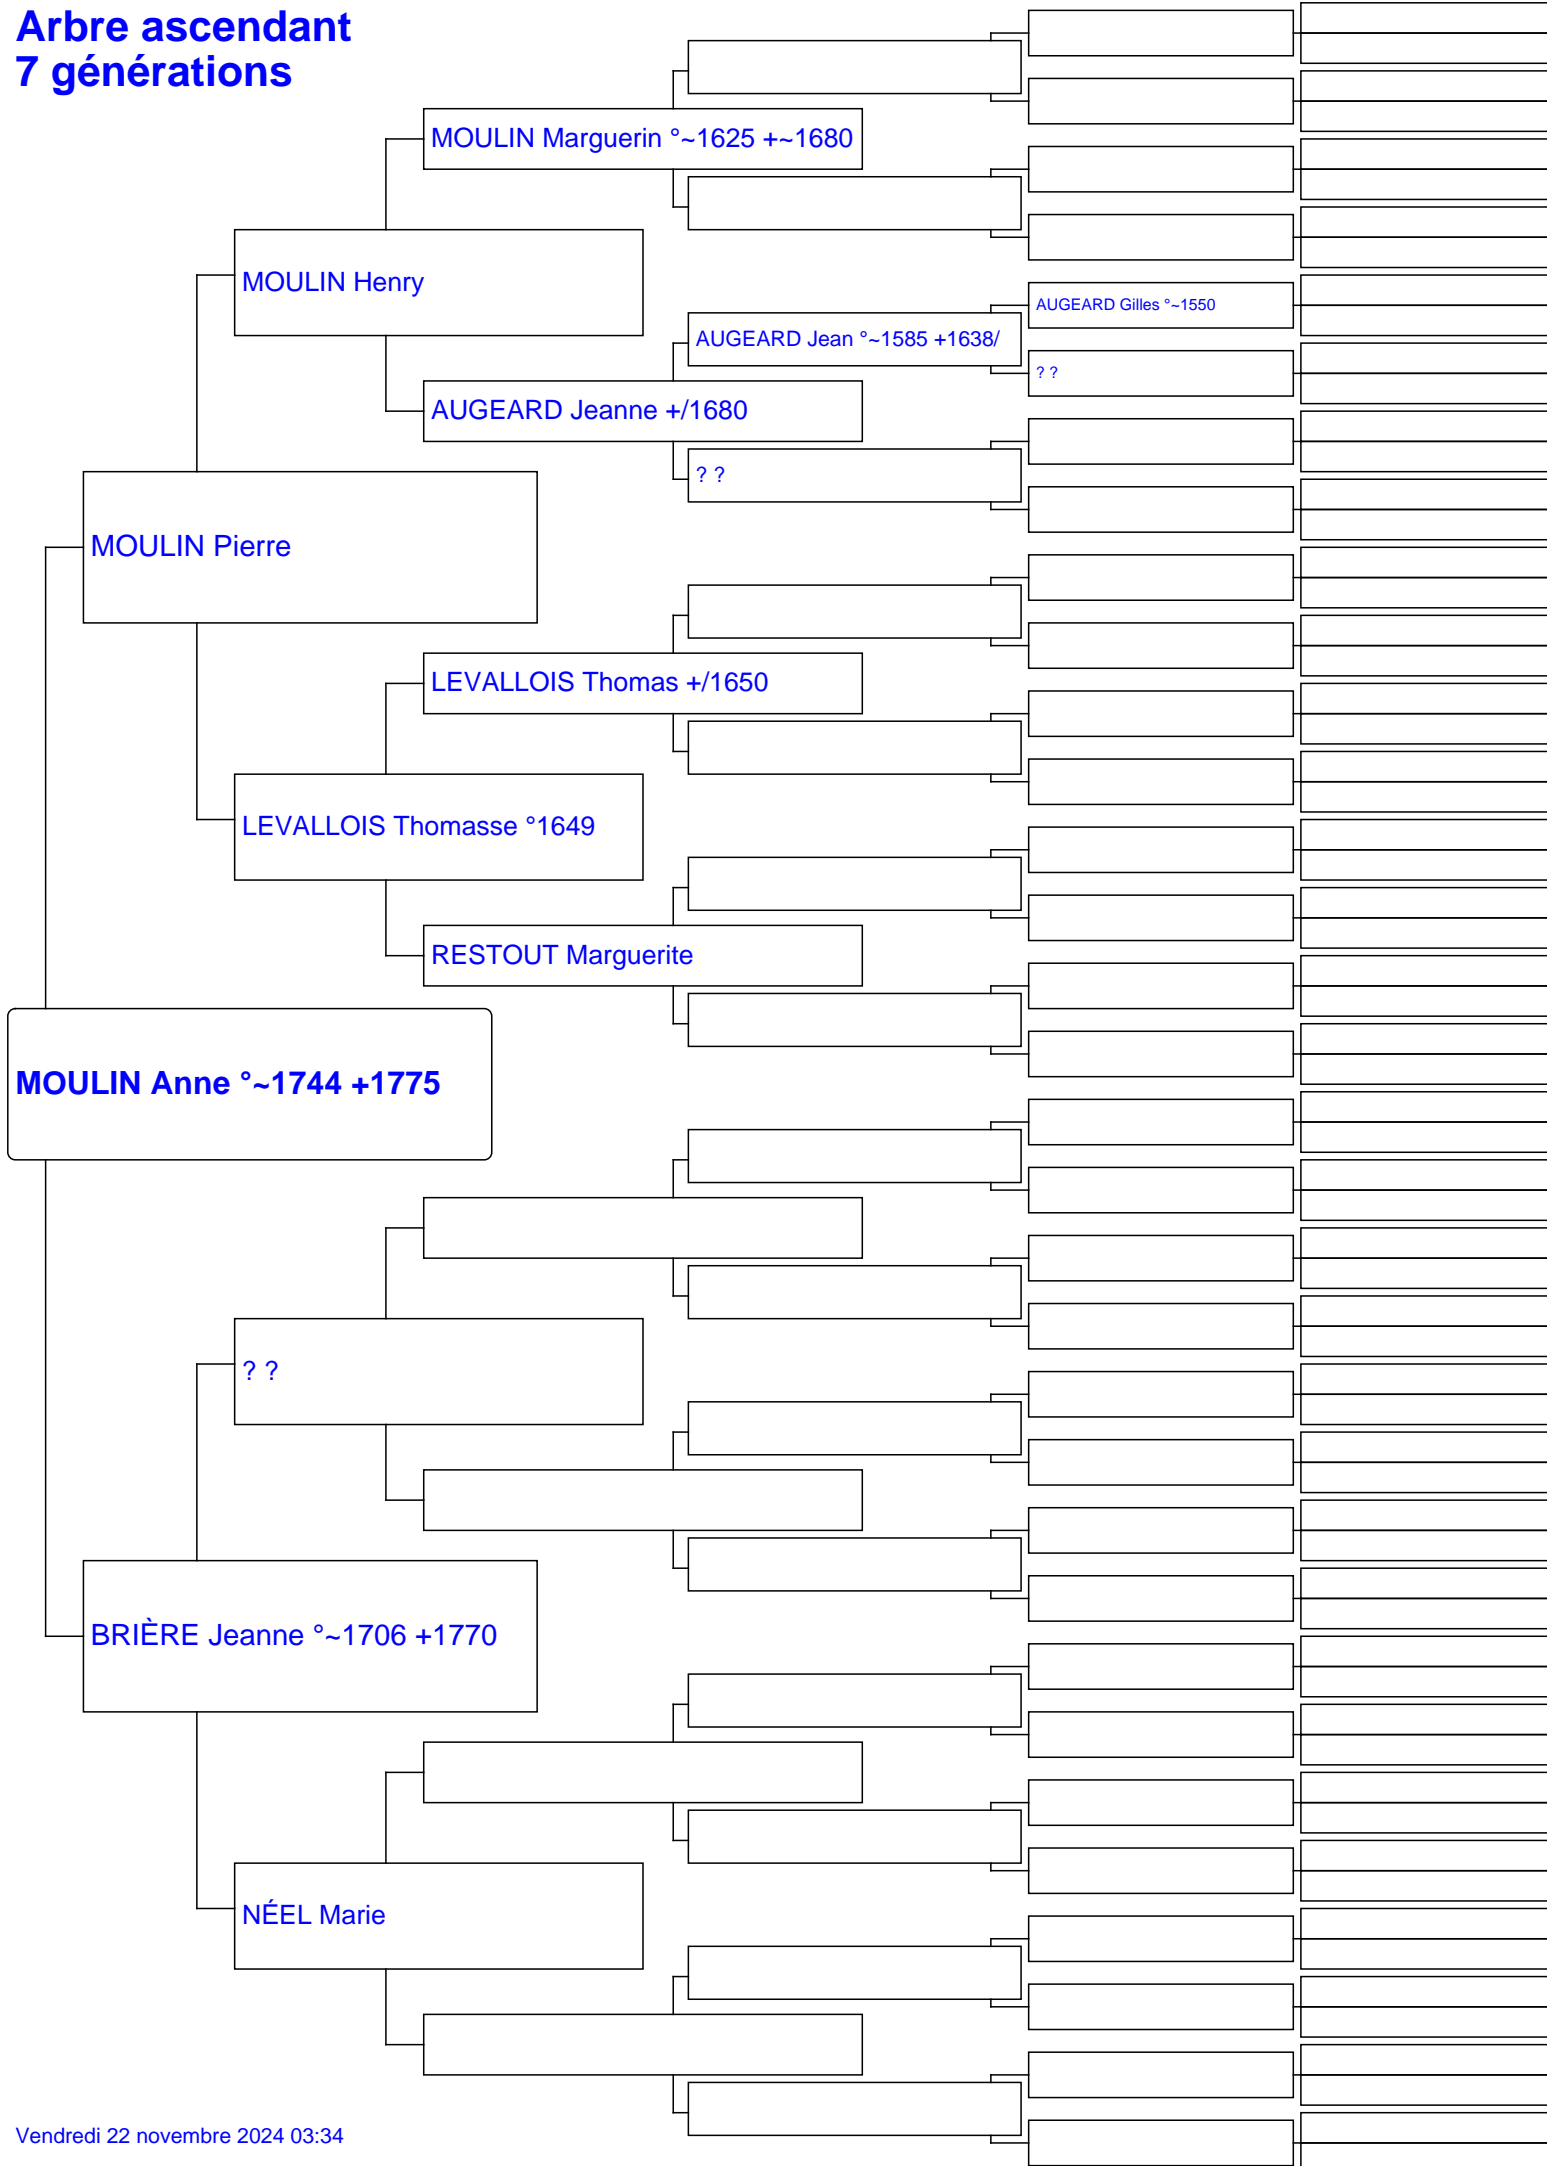 Arbre ascendant
7 générations
MOULIN Marguerin °~1625 +~1680
MOULIN Henry
AUGEARD Gilles °~1550
AUGEARD Jean °~1585 +1638/
? ?
AUGEARD Jeanne +/1680
? ?
MOULIN Pierre
LEVALLOIS Thomas +/1650
LEVALLOIS Thomasse °1649
RESTOUT Marguerite
MOULIN Anne °~1744 +1775
? ?
BRIÈRE Jeanne °~1706 +1770
NÉEL Marie
Vendredi 22 novembre 2024 03:34